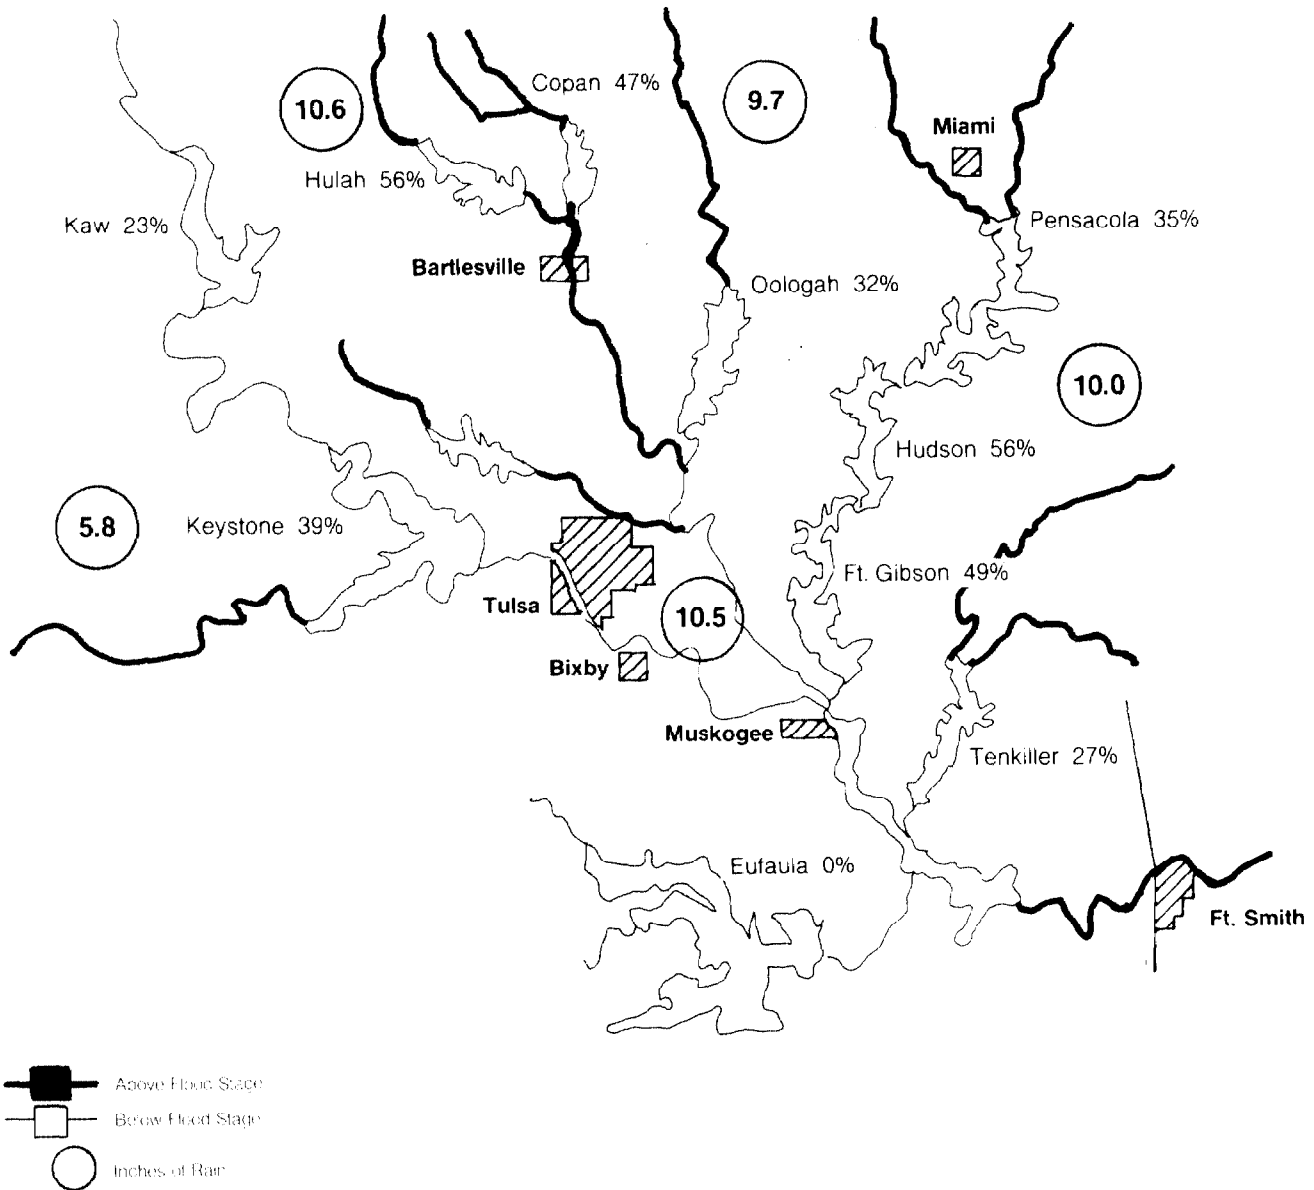 Copan 47%
10.6
9.7
Miami
Hulah 56%
Kaw 23%
Pensacola 35%
Bartlesville
Oologah 32%
10.0
Hudson 56%
5.8
Keystone 39%
Ft. Gibson 49%
Tulsa
10.5
Bixby
Muskogee
Tenkiller 27%
Eufaula 0%
Ft. Smith
Above Flood Stage
Below Flood Stage
Inches of Rain